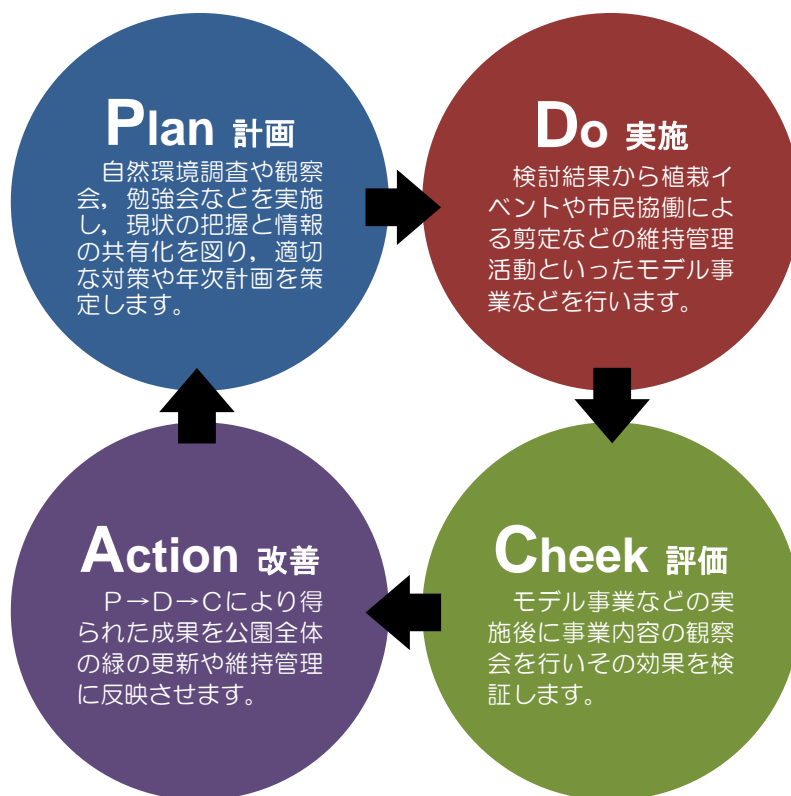 Plan 計画
自然環境調査や観察
会，勉強会などを実施
し，現状の把握と情報
の共有化を図り，適切
な対策や年次計画を策
定します。
Do 実施
検討結果から植栽イ
ベントや市民協働によ
る剪定などの維持管理
活動といったモデル事
業などを行います。
Cheek 評価
モデル事業などの実
施後に事業内容の観察
会を行いその効果を検
証します。
Action 改善
Ｐ→Ｄ→Ｃにより得
られた成果を公園全体
の緑の更新や維持管理
に反映させます。